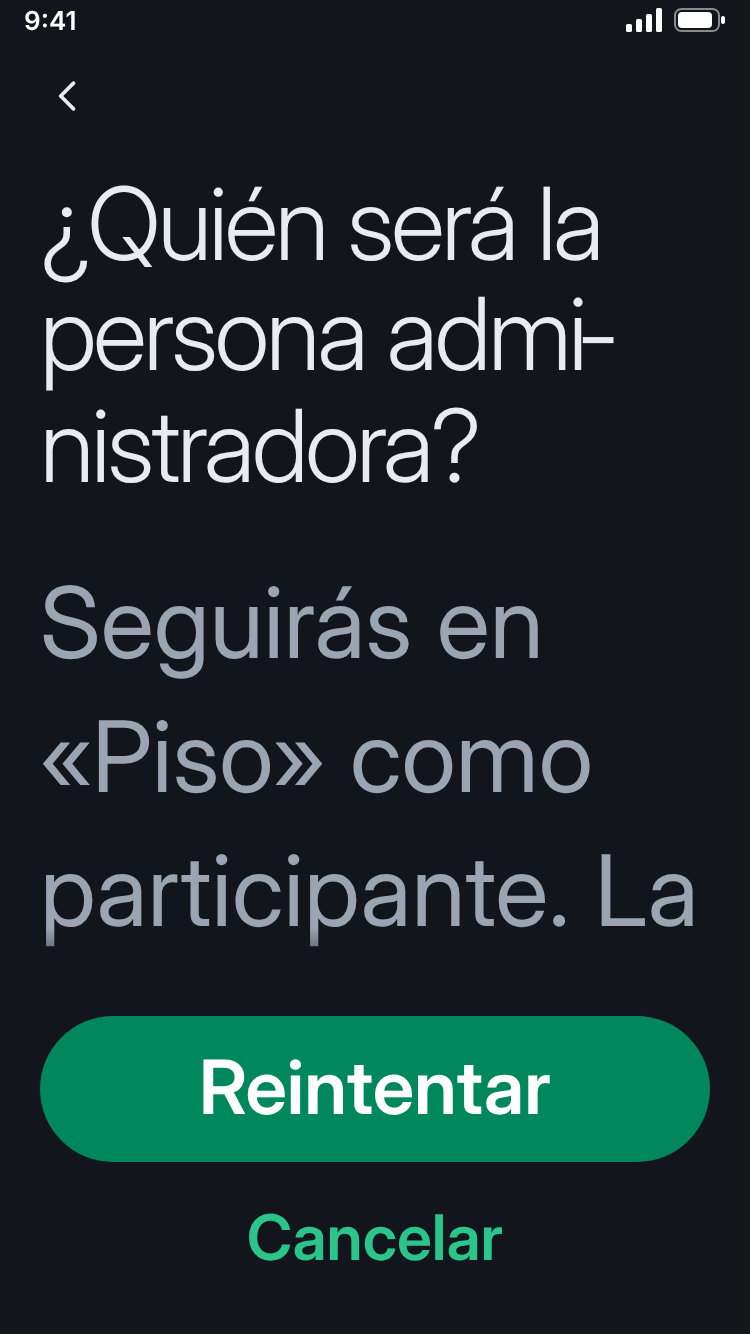 9:41
¿Quién será la
persona admi-
nistradora?
Seguirás en
«Piso» como
participante. La
Reintentar
Cancelar